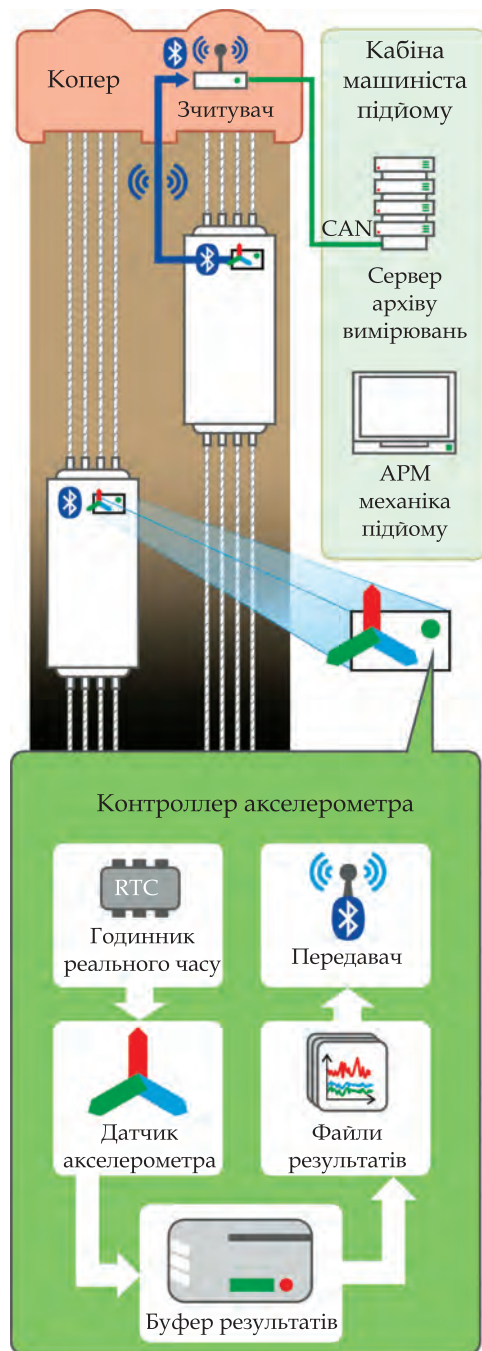 Копер
Зчитувач
Кабіна
машиніста
підйому
CAN
Сервер
архіву
вимірювань
АРМ
механіка
підйому
Контроллер акселерометра
RTC
Годинник
реального часу
Передавач
Датчик
акселерометра
Файли
результатів
Буфер результатів